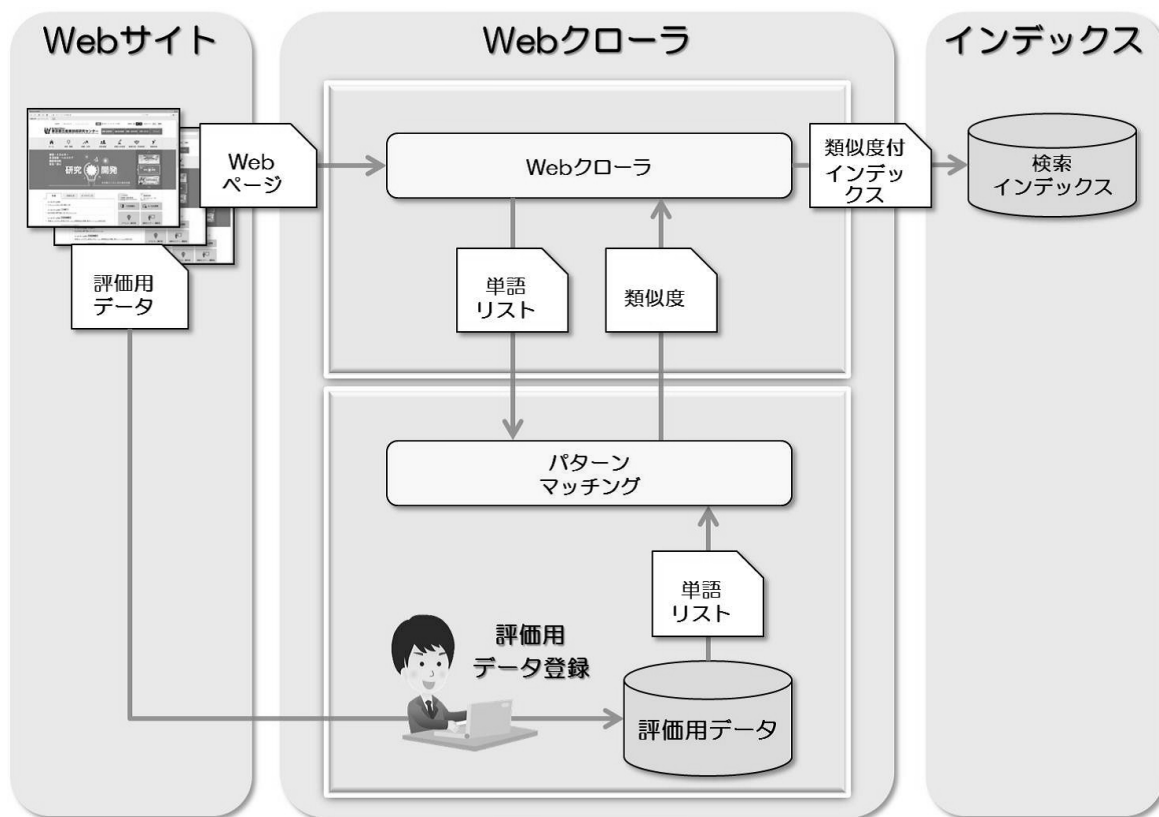 Webサイト
Webクローラ
インデックス
研究
開発
Web
ページ
Webクローラ
類似度付
インデッ
クス
検索
インデックス
評価用
データ
単語
リスト
類似度
パターン
マッチング
単語
リスト
評価用
データ登録
評価用データ